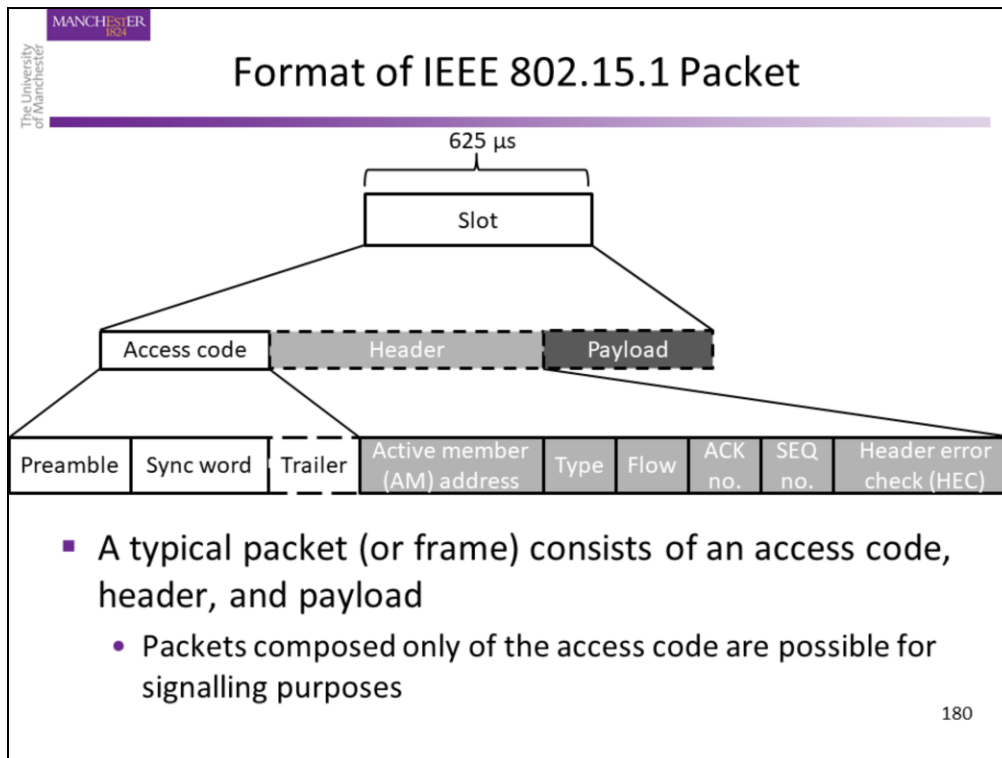 MANCHESTER
1824
The University
of Manchester
Format of IEEE 802.15.1 Packet
625 µs
Slot
Access code
Header
Payload
Preamble
Sync word
Trailer
Active member
(AM) address
Type
Flow
ACK
no.
SEQ
no.
Header error
check (HEC)
▪ A typical packet (or frame) consists of an access code,
header, and payload
• Packets composed only of the access code are possible for
signalling purposes
180